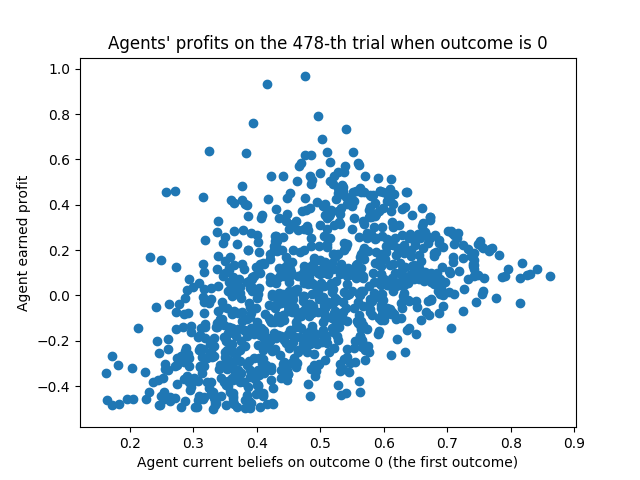 Agents' profits on the 478-th trial when outcome is 0
1.0
0.8
0.6
0.4
0.2
0.0
−0.2
−0.4
Agent earned profit
0.2 0.3 0.4 0.5 0.6 0.7 0.8 0.9
Agent current beliefs on outcome 0 (the first outcome)